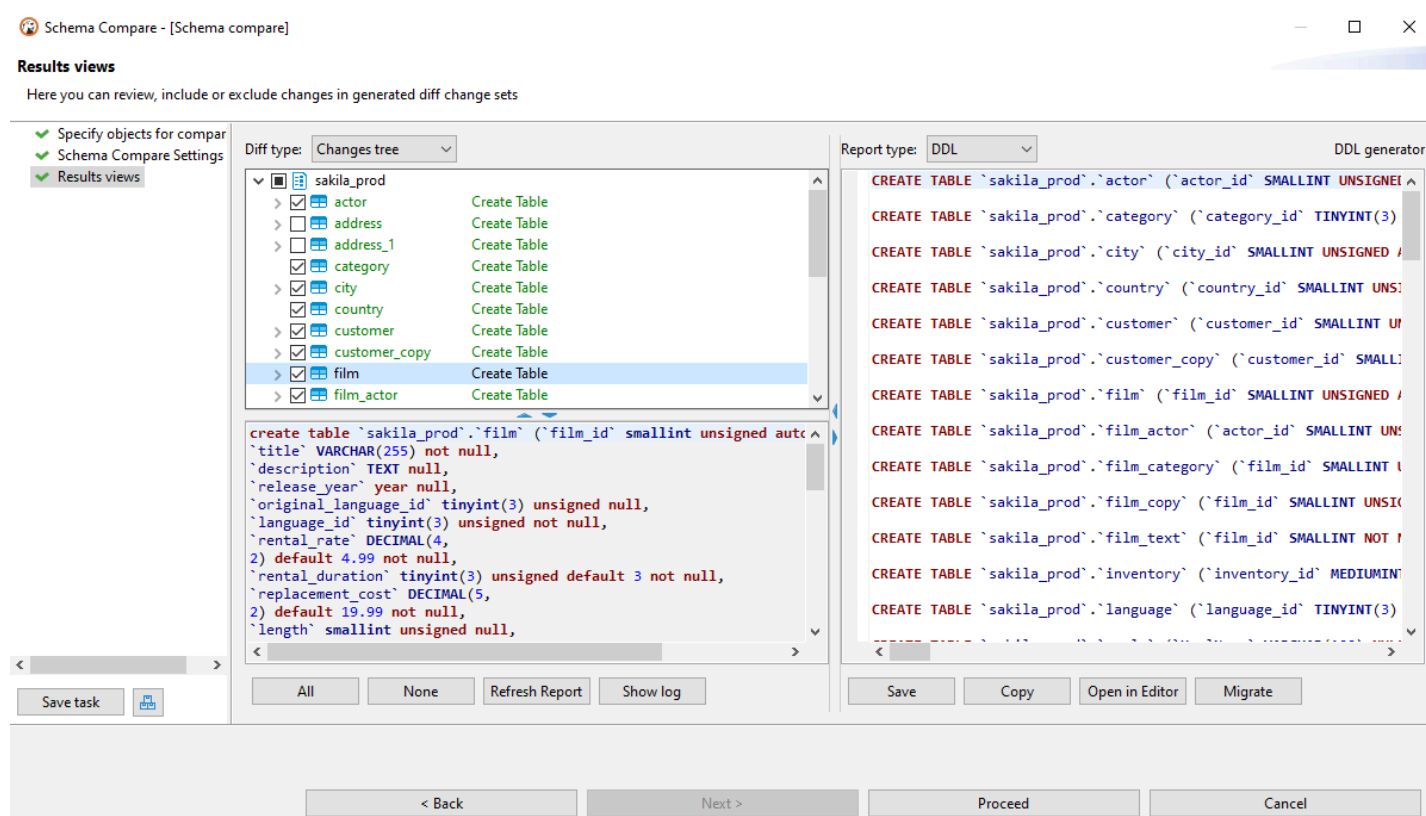 Schema Compare - [Schema compare]
Results views
Here you can review, include or exclude changes in generated diff change sets
Specify objects for compar
Schema Compare Settings
Results views
Save task
Diff type: Changes tree
sakila_prod
actor Create Table
address Create Table
address_1 Create Table
category Create Table
city Create Table
country Create Table
customer Create Table
customer_copy Create Table
film Create Table
film_actor Create Table
create table `sakila_prod`.`film` (`film_id` smallint unsigned autc
`title` VARCHAR(255) not null,
`description` TEXT null,
`release_year` year null,
`original_language_id` tinyint(3) unsigned null,
`language_id` tinyint(3) unsigned not null,
`rental_rate` DECIMAL(4,
2) default 4.99 not null,
`rental_duration` tinyint(3) unsigned default 3 not null,
`replacement_cost` DECIMAL(5,
2) default 19.99 not null,
`length` smallint unsigned null,
All None Refresh Report Show log
Report type: DDL DDL generator
CREATE TABLE `sakila_prod`.`actor` (`actor_id` SMALLINT UNSIGNED
CREATE TABLE `sakila_prod`.`category` (`category_id` TINYINT(3)
CREATE TABLE `sakila_prod`.`city` (`city_id` SMALLINT UNSIGNED
CREATE TABLE `sakila_prod`.`country` (`country_id` SMALLINT UNSI
CREATE TABLE `sakila_prod`.`customer` (`customer_id` SMALLINT UN
CREATE TABLE `sakila_prod`.`customer_copy` (`customer_id` SMALL
CREATE TABLE `sakila_prod`.`film` (`film_id` SMALLINT UNSIGNED
CREATE TABLE `sakila_prod`.`film_actor` (`actor_id` SMALLINT UNS
CREATE TABLE `sakila_prod`.`film_category` (`film_id` SMALLINT
CREATE TABLE `sakila_prod`.`film_copy` (`film_id` SMALLINT UNSIG
CREATE TABLE `sakila_prod`.`film_text` (`film_id` SMALLINT NOT
CREATE TABLE `sakila_prod`.`inventory` (`inventory_id` MEDIUMINT
CREATE TABLE `sakila_prod`.`language` (`language_id` TINYINT(3)
Save Copy Open in Editor Migrate
< Back Next > Proceed Cancel